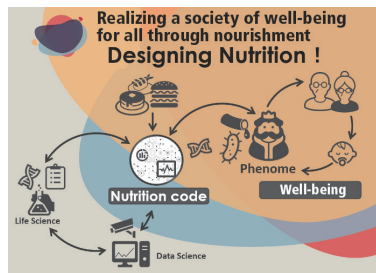 Realizing a society of well-being
for all through nourishment
Designing Nutrition !
Phenome
Nutrition code
Well-being
Life Science
Data Science